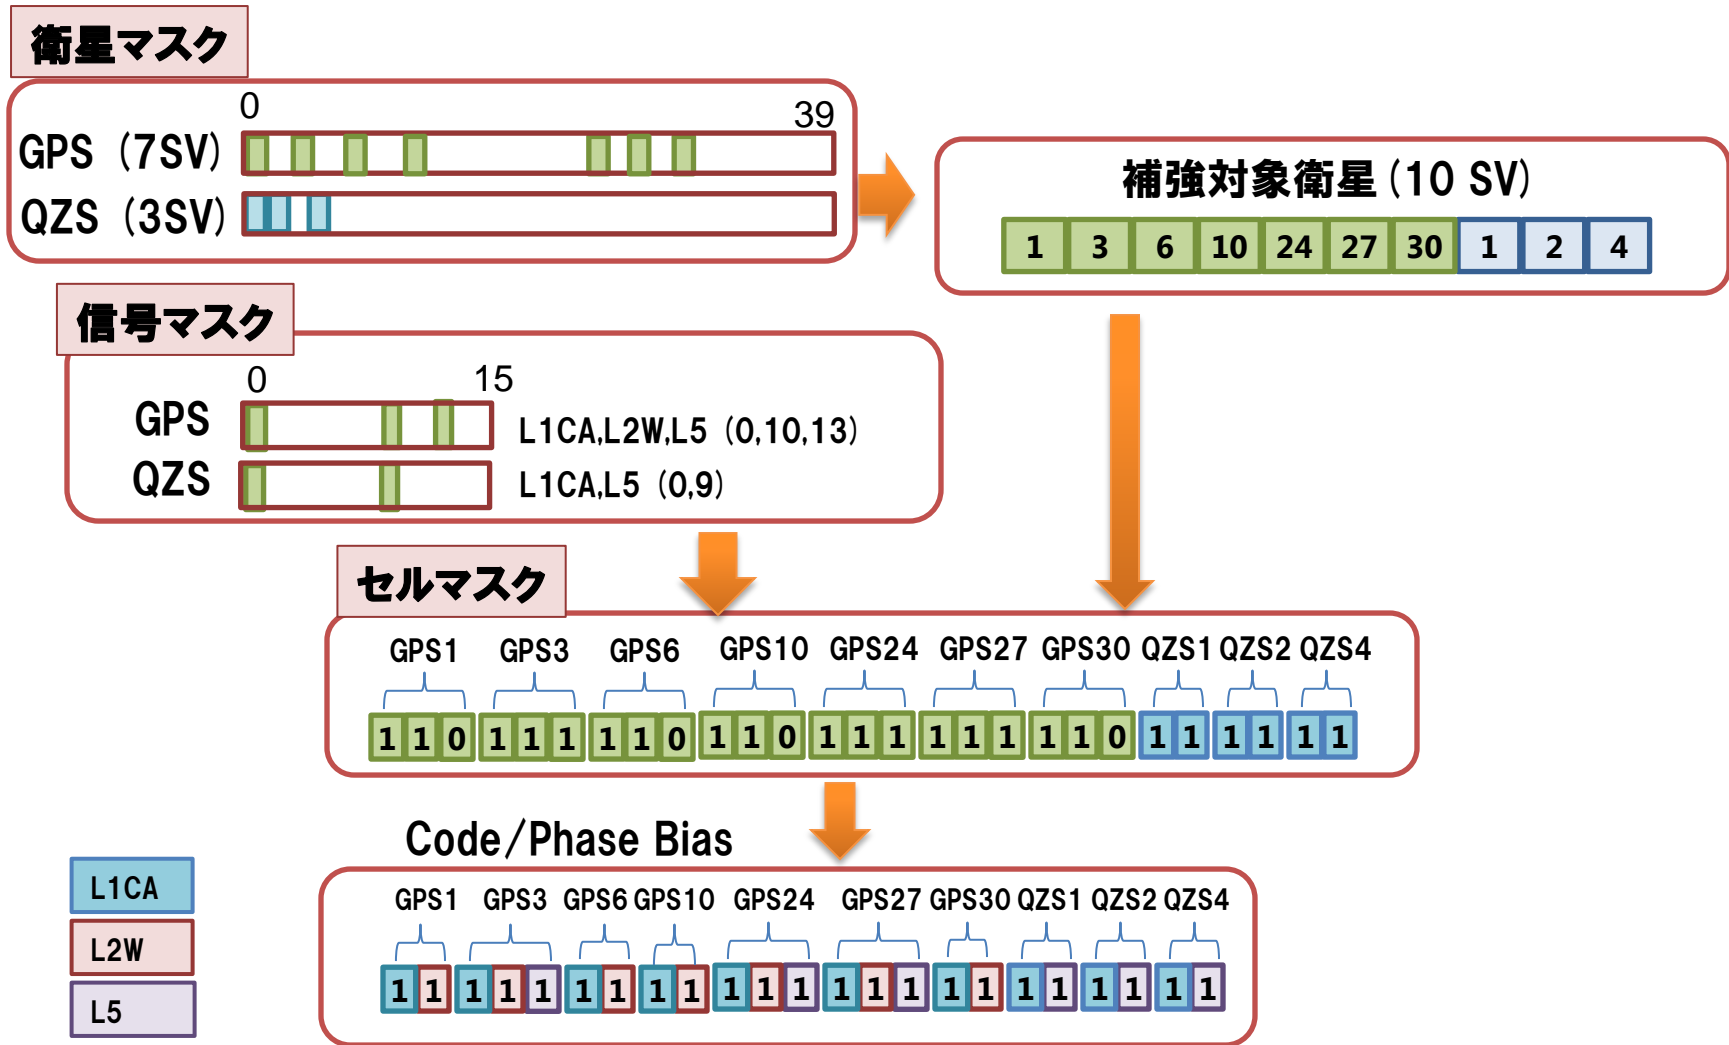 衛星マスク
0 39
GPS (7SV)
QZS (3SV)
補強対象衛星(10 SV)
1 3 6 10 24 27 30 1 2 4
信号マスク
0 15
GPS L1CA,L2W,L5 (0,10,13)
QZS L1CA,L5 (0,9)
セルマスク
GPS1 GPS3 GPS6 GPS10 GPS24 GPS27 GPS30 QZS1 QZS2 QZS4
1 1 0 1 1 1 1 1 0 1 1 0 1 1 1 1 1 1 1 1 0 1 1 1 1 1 1
Code/Phase Bias
GPS1 GPS3 GPS6 GPS10 GPS24 GPS27 GPS30 QZS1 QZS2 QZS4
1 1 1 1 1 1 1 1 1 1 1 1 1 1 1 1 1 1 1 1 1 1 1
L1CA
L2W
L5